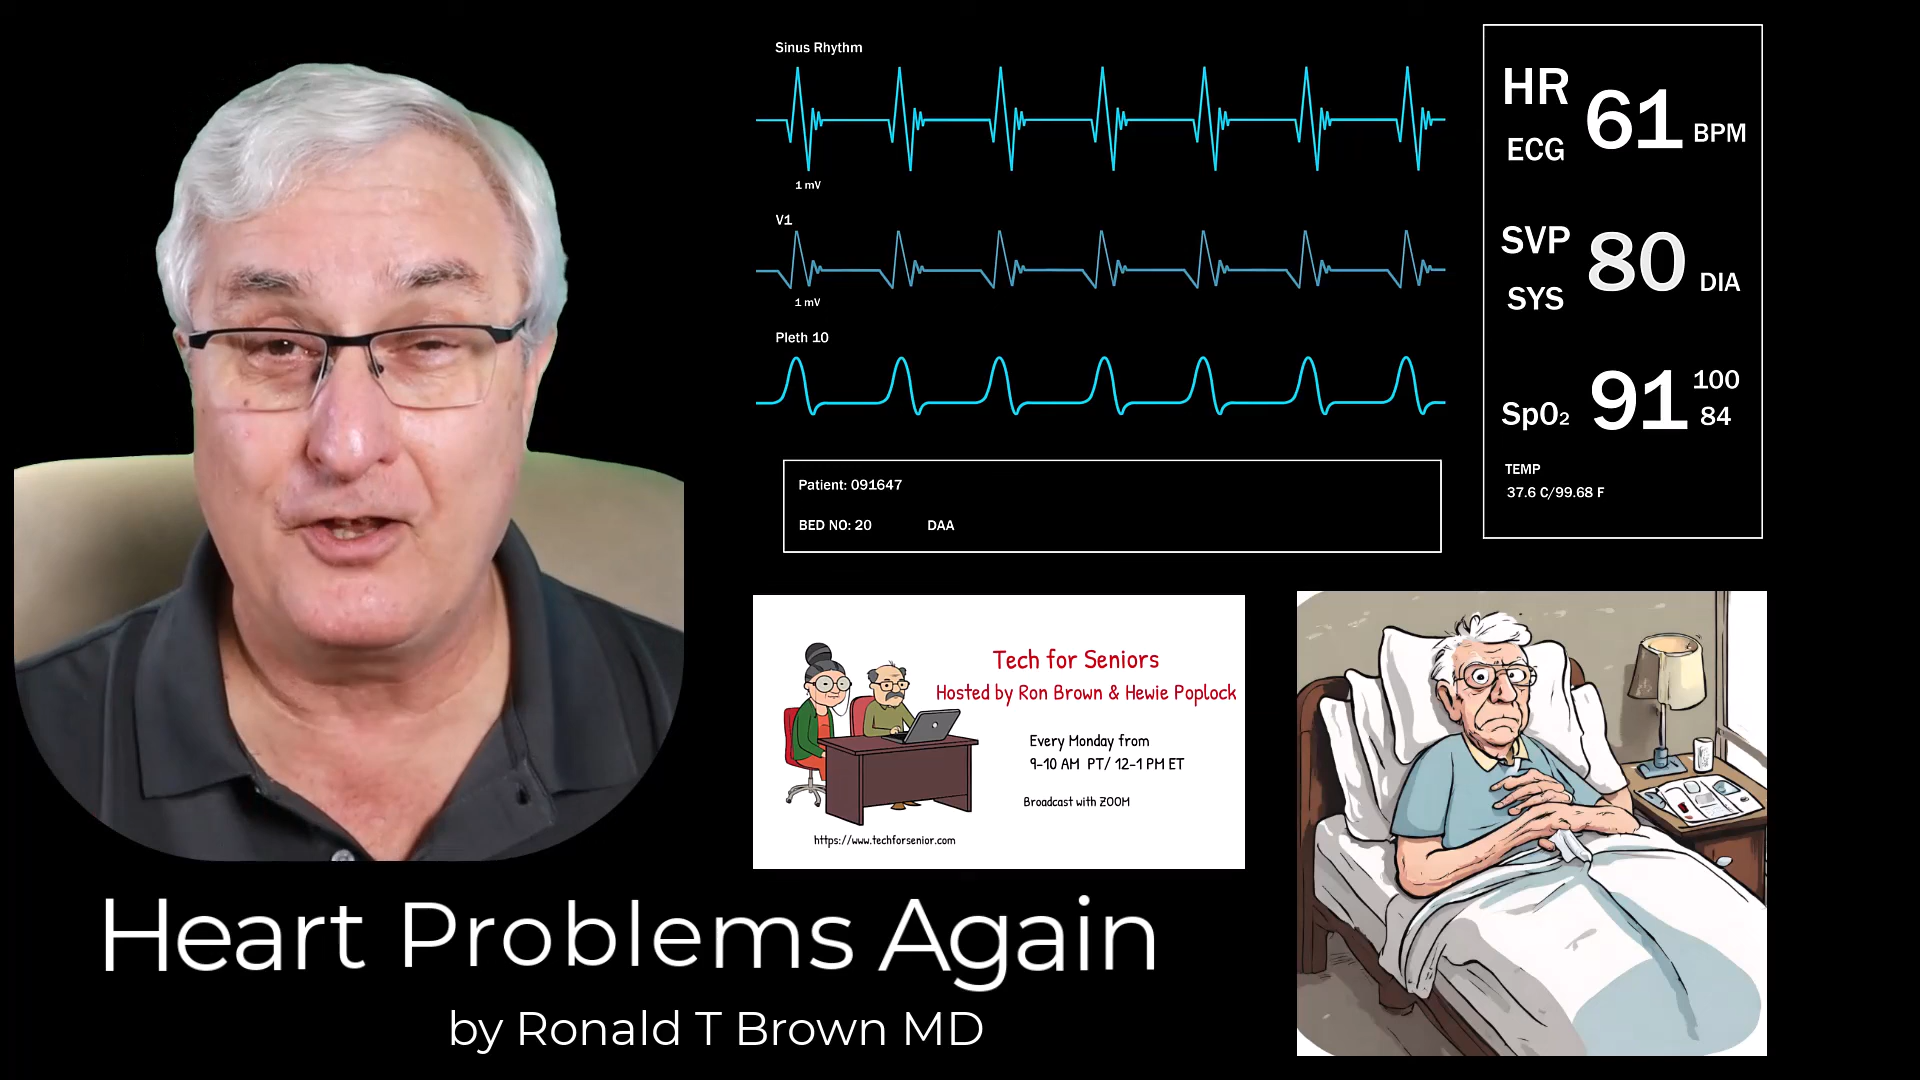 Sinus Rhythm
1 mV
V1
1 mV
Pleth 10
Patient: 091647
BED NO: 20 DAA
HR
ECG
61 BPM
SVP
SYS
80 DIA
SpO₂ 91 100
84
TEMP
37.6 C/99.68 F
Tech for Seniors
Hosted by Ron Brown & Hewie Poplock
Every Monday from
9-10 AM PT/ 12-1 PM ET
Broadcast with ZOOM
https://www.techforsenior.com
Heart Problems Again
by Ronald T Brown MD